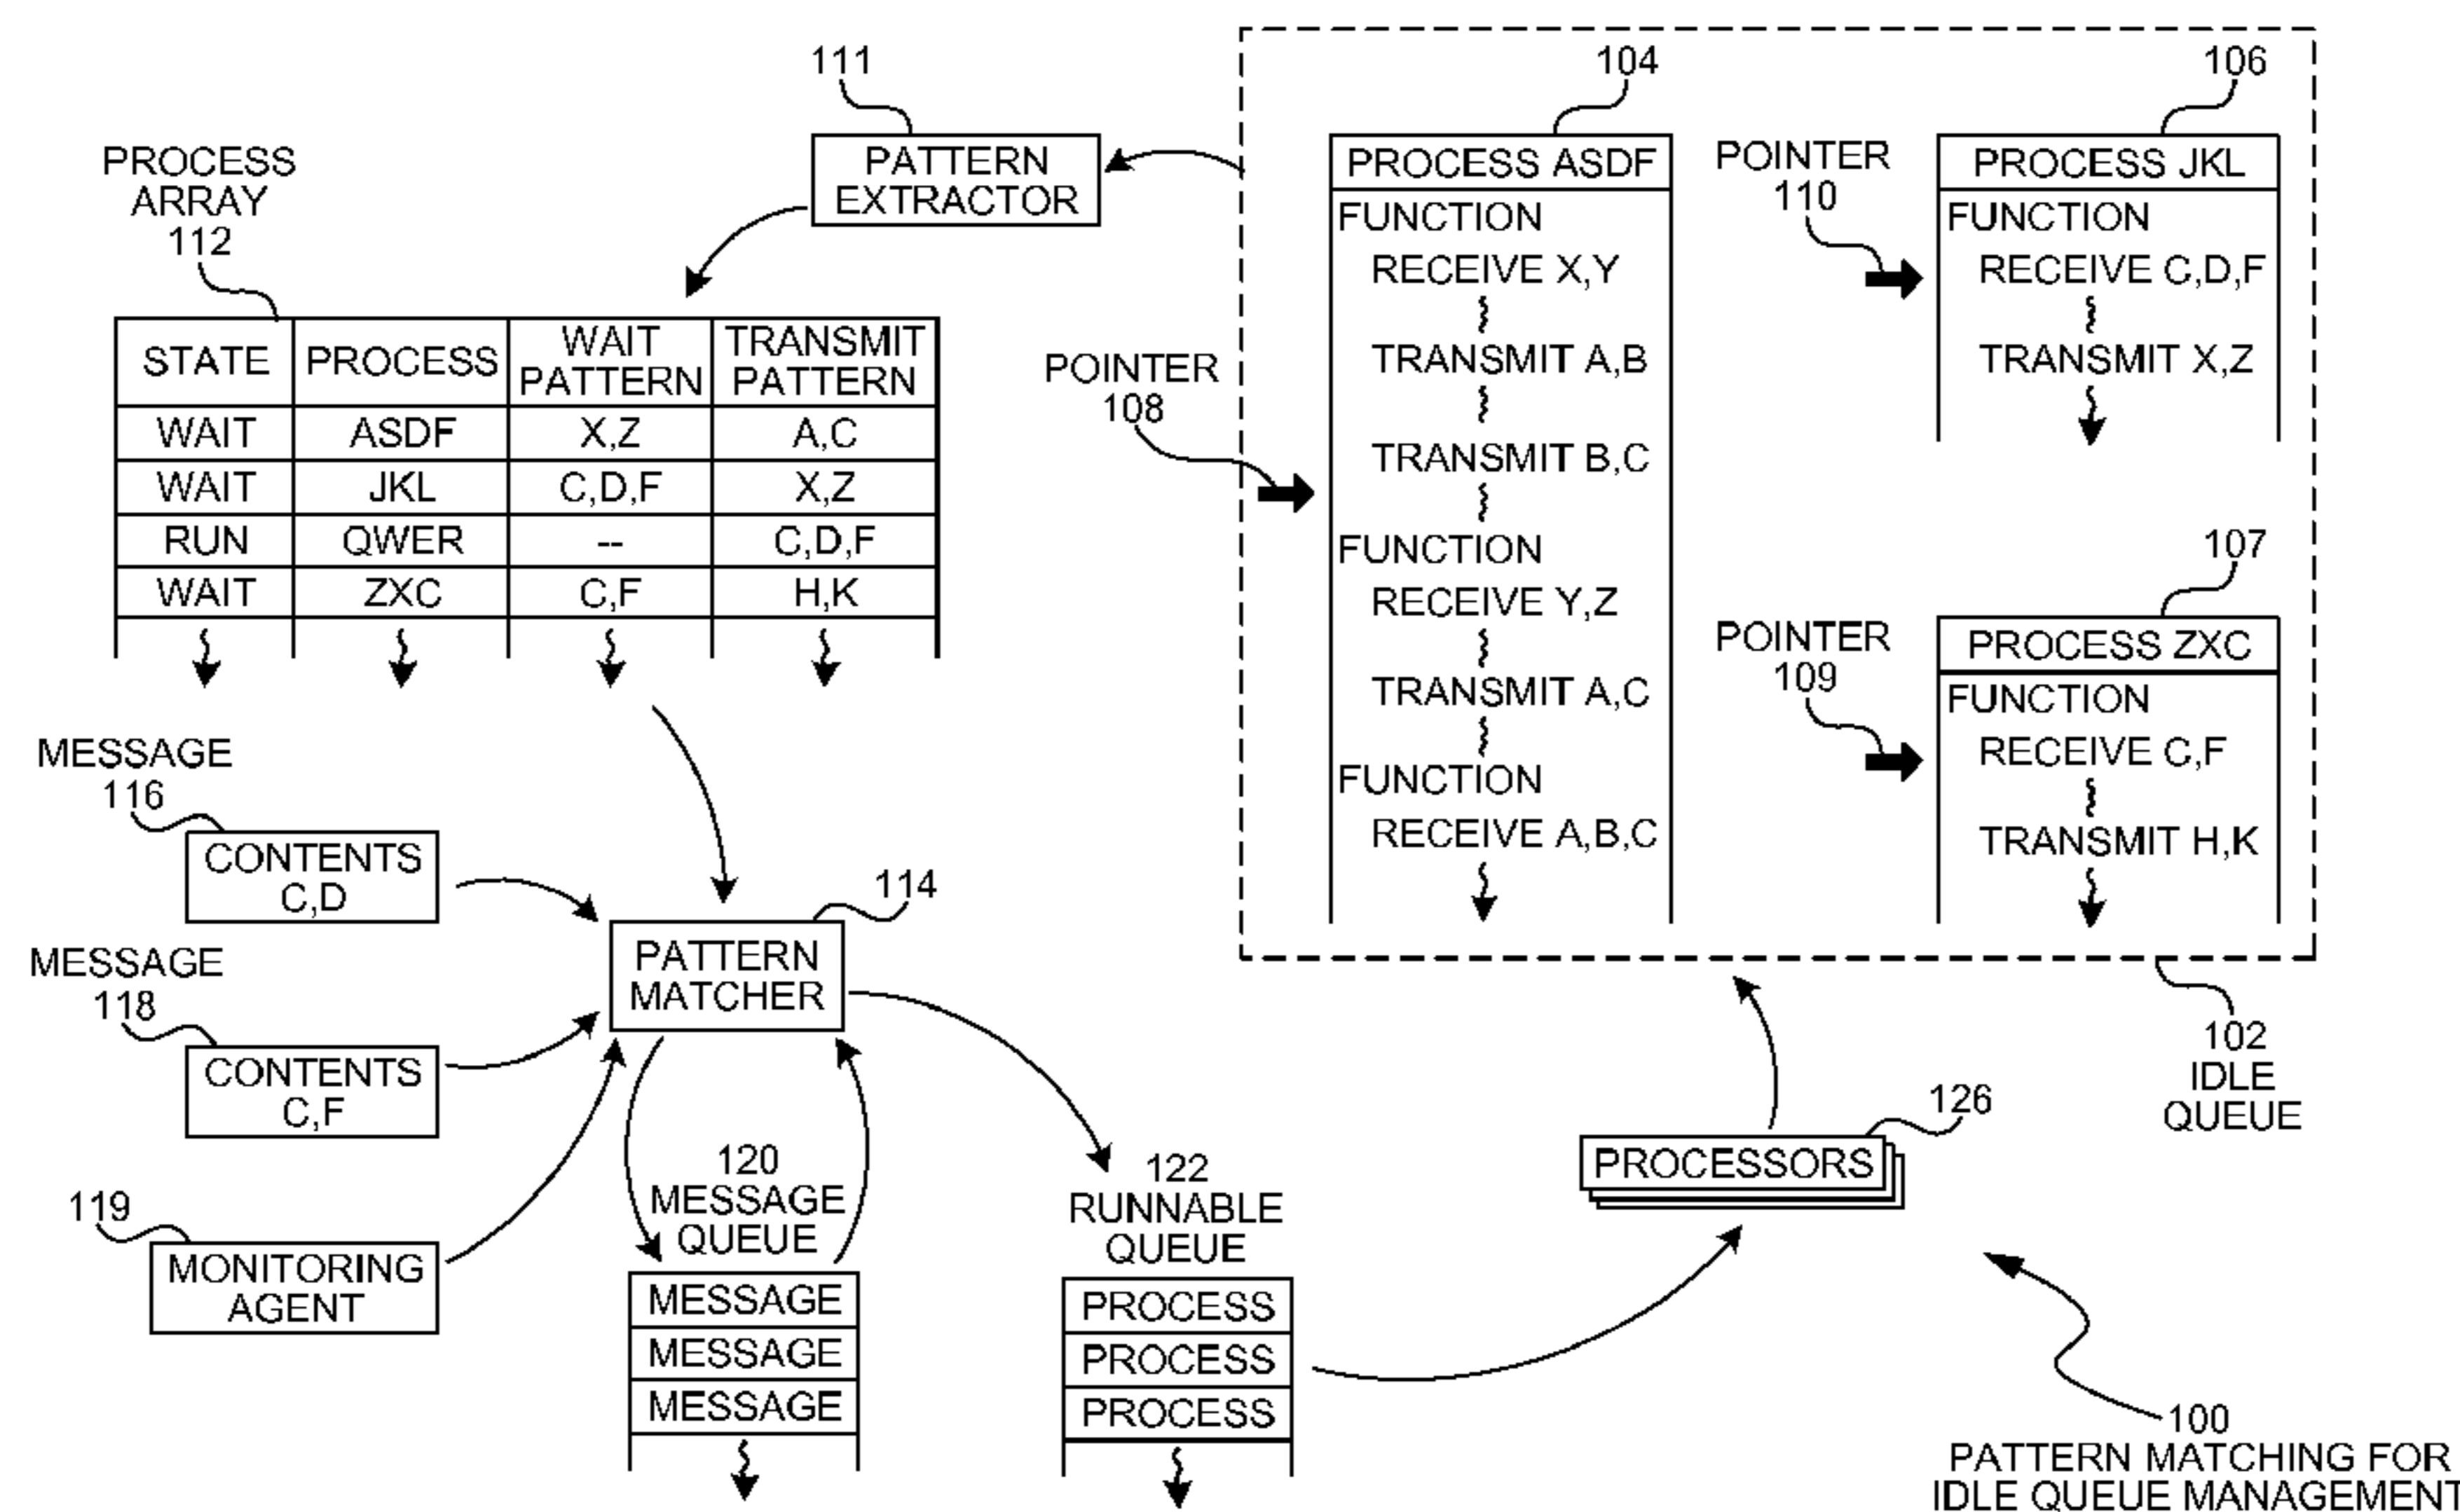 111
PATTERN
EXTRACTOR
PROCESS
ARRAY
112
STATE
PROCESS
WAIT
PATTERN
TRANSMIT
PATTERN
WAIT ASDF X,Z A,C
WAIT JKL C,D,F X,Z
RUN QWER -- C,D,F
WAIT ZXC C,F H,K
104
PROCESS ASDF
FUNCTION
RECEIVE X,Y
TRANSMIT A,B
TRANSMIT B,C
FUNCTION
RECEIVE Y,Z
TRANSMIT A,C
FUNCTION
RECEIVE A,B,C
POINTER
108
106
PROCESS JKL
FUNCTION
RECEIVE C,D,F
TRANSMIT X,Z
POINTER
110
107
PROCESS ZXC
FUNCTION
RECEIVE C,F
TRANSMIT H,K
POINTER
109
102
IDLE
QUEUE
MESSAGE
116
CONTENTS
C,D
MESSAGE
118
CONTENTS
C,F
119
MONITORING
AGENT
114
PATTERN
MATCHER
120
MESSAGE
QUEUE
MESSAGE
MESSAGE
MESSAGE
122
RUNNABLE
QUEUE
PROCESS
PROCESS
PROCESS
126
PROCESSORS
100
PATTERN MATCHING FOR
IDLE QUEUE MANAGEMENT